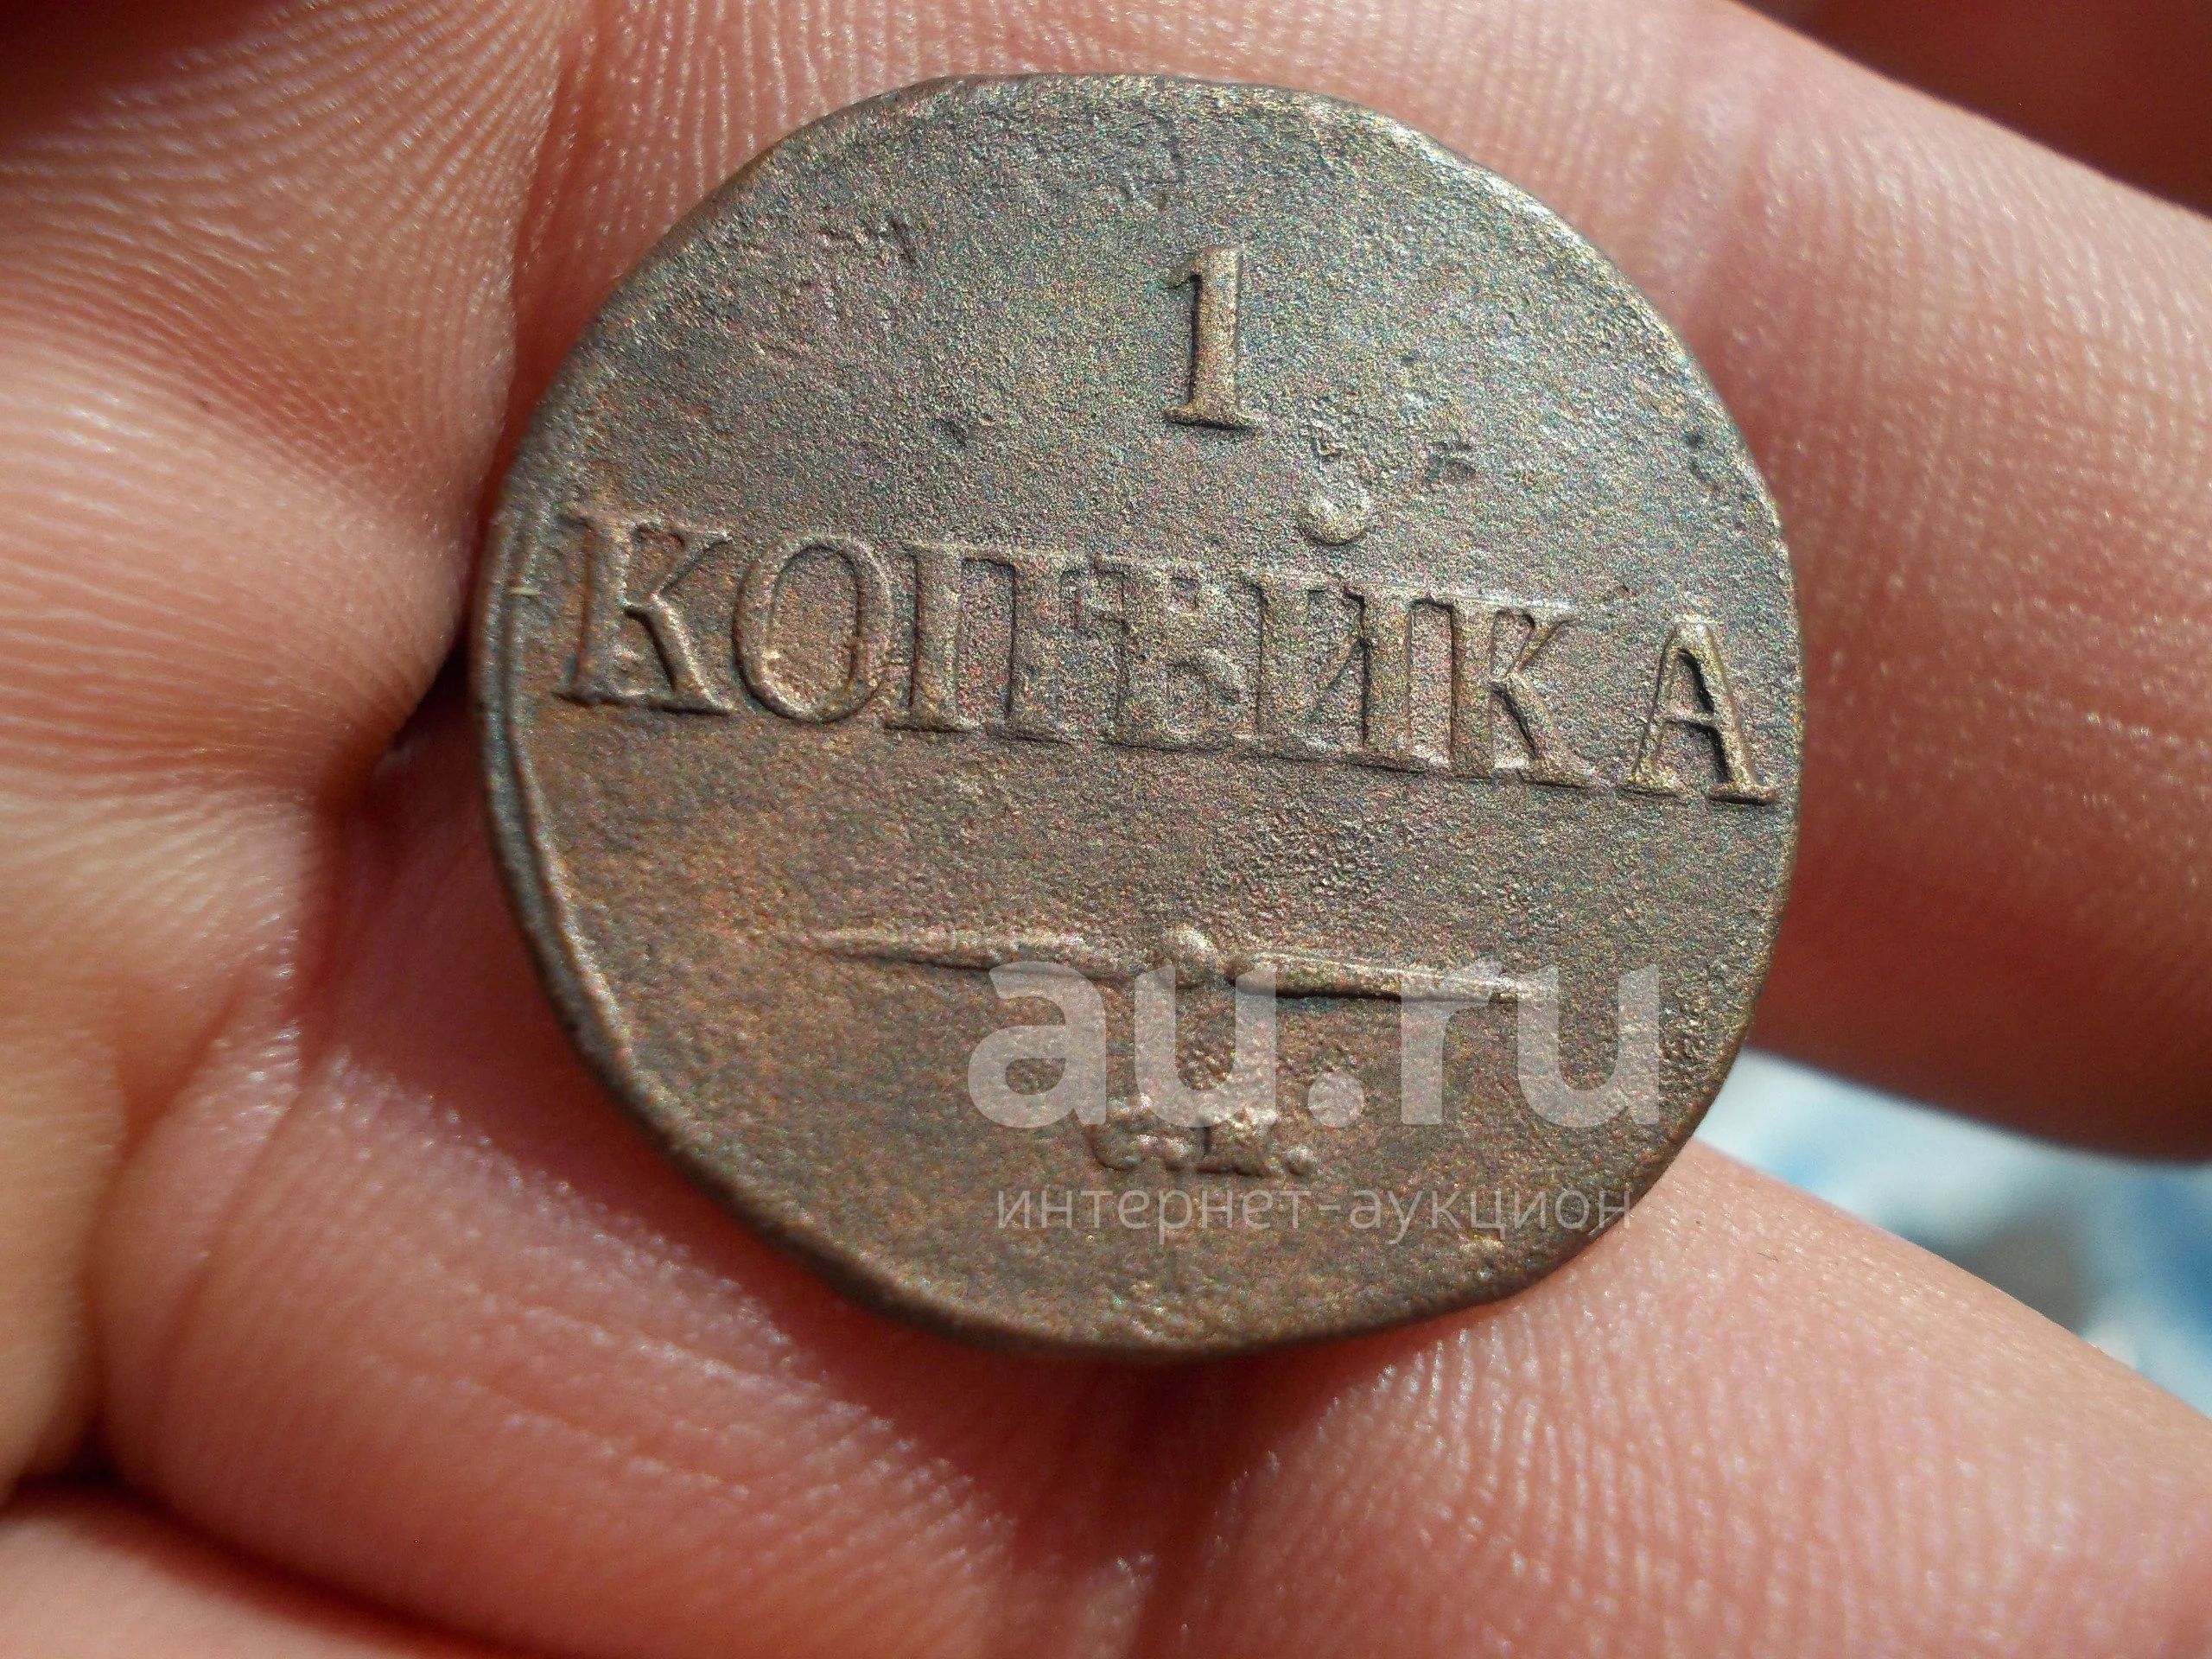 1
КОПѢЙКА
au.ru
С.М.
интернет-аукцион